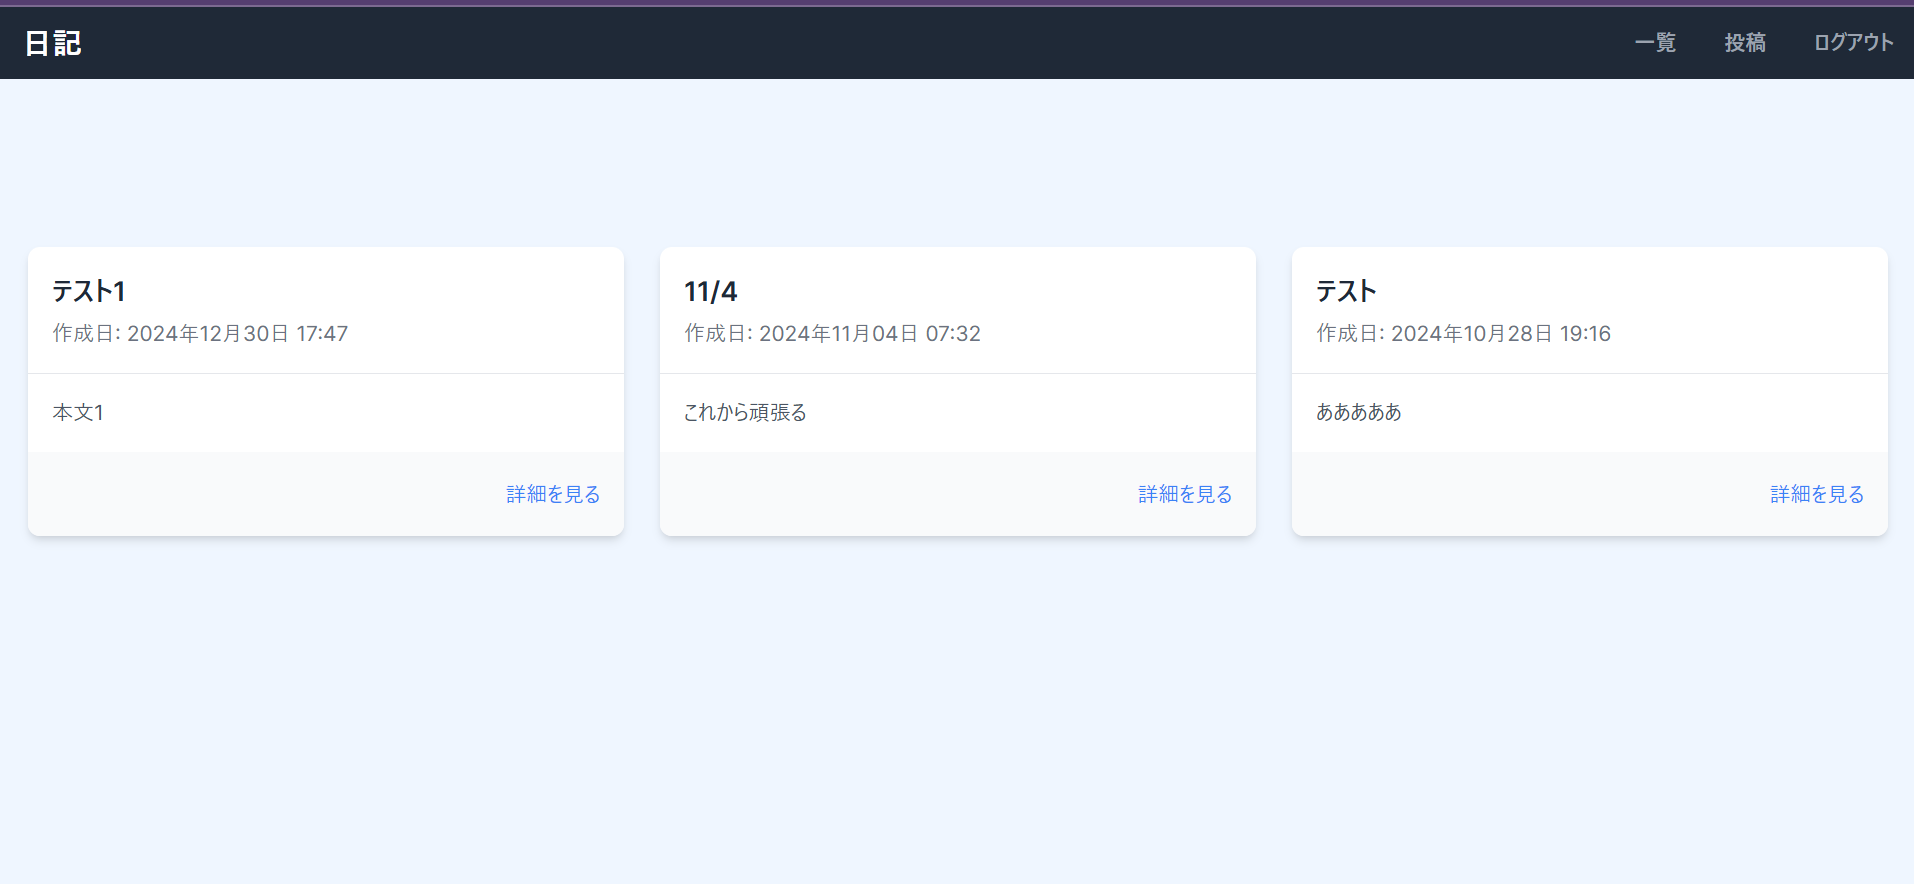 日記
一覧 投稿 ログアウト
テスト1
作成日: 2024年12月30日 17:47
本文1
詳細を見る
11/4
作成日: 2024年11月04日 07:32
これから頑張る
詳細を見る
テスト
作成日: 2024年10月28日 19:16
あああああ
詳細を見る